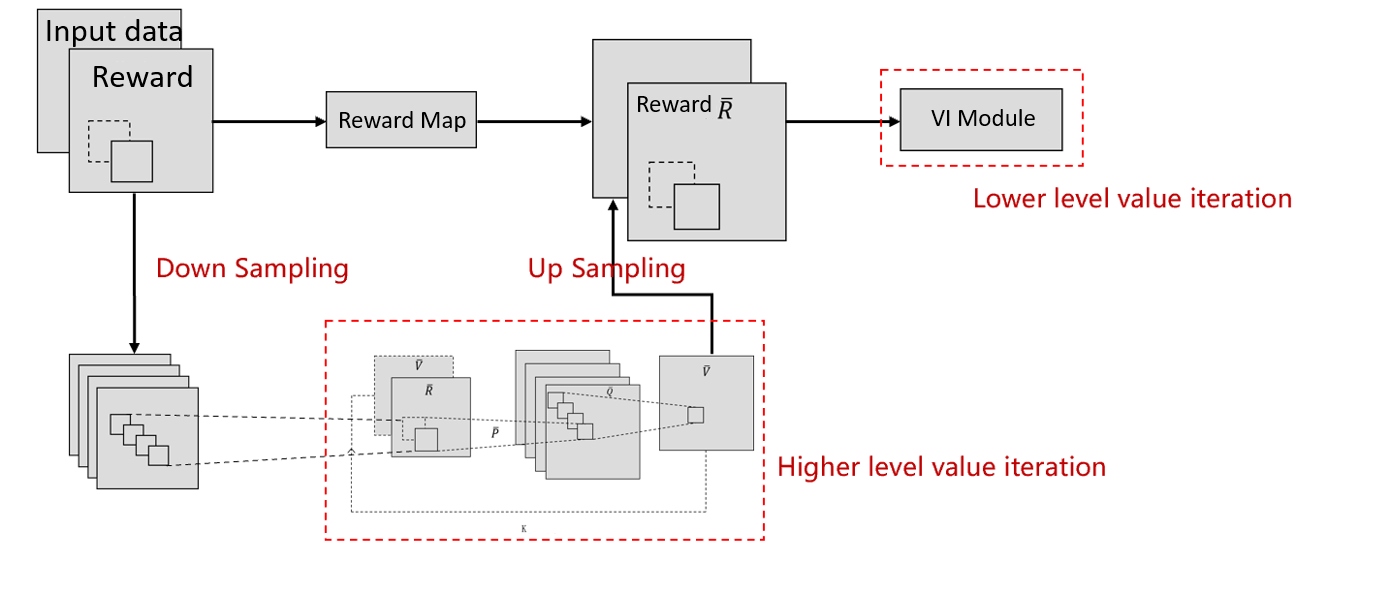 Input data
Reward
Reward Map
Reward R̄
VI Module
Lower level value iteration
Down Sampling
Up Sampling
V̄
R̄
P̄
Q̄
V̄
Higher level value iteration
K